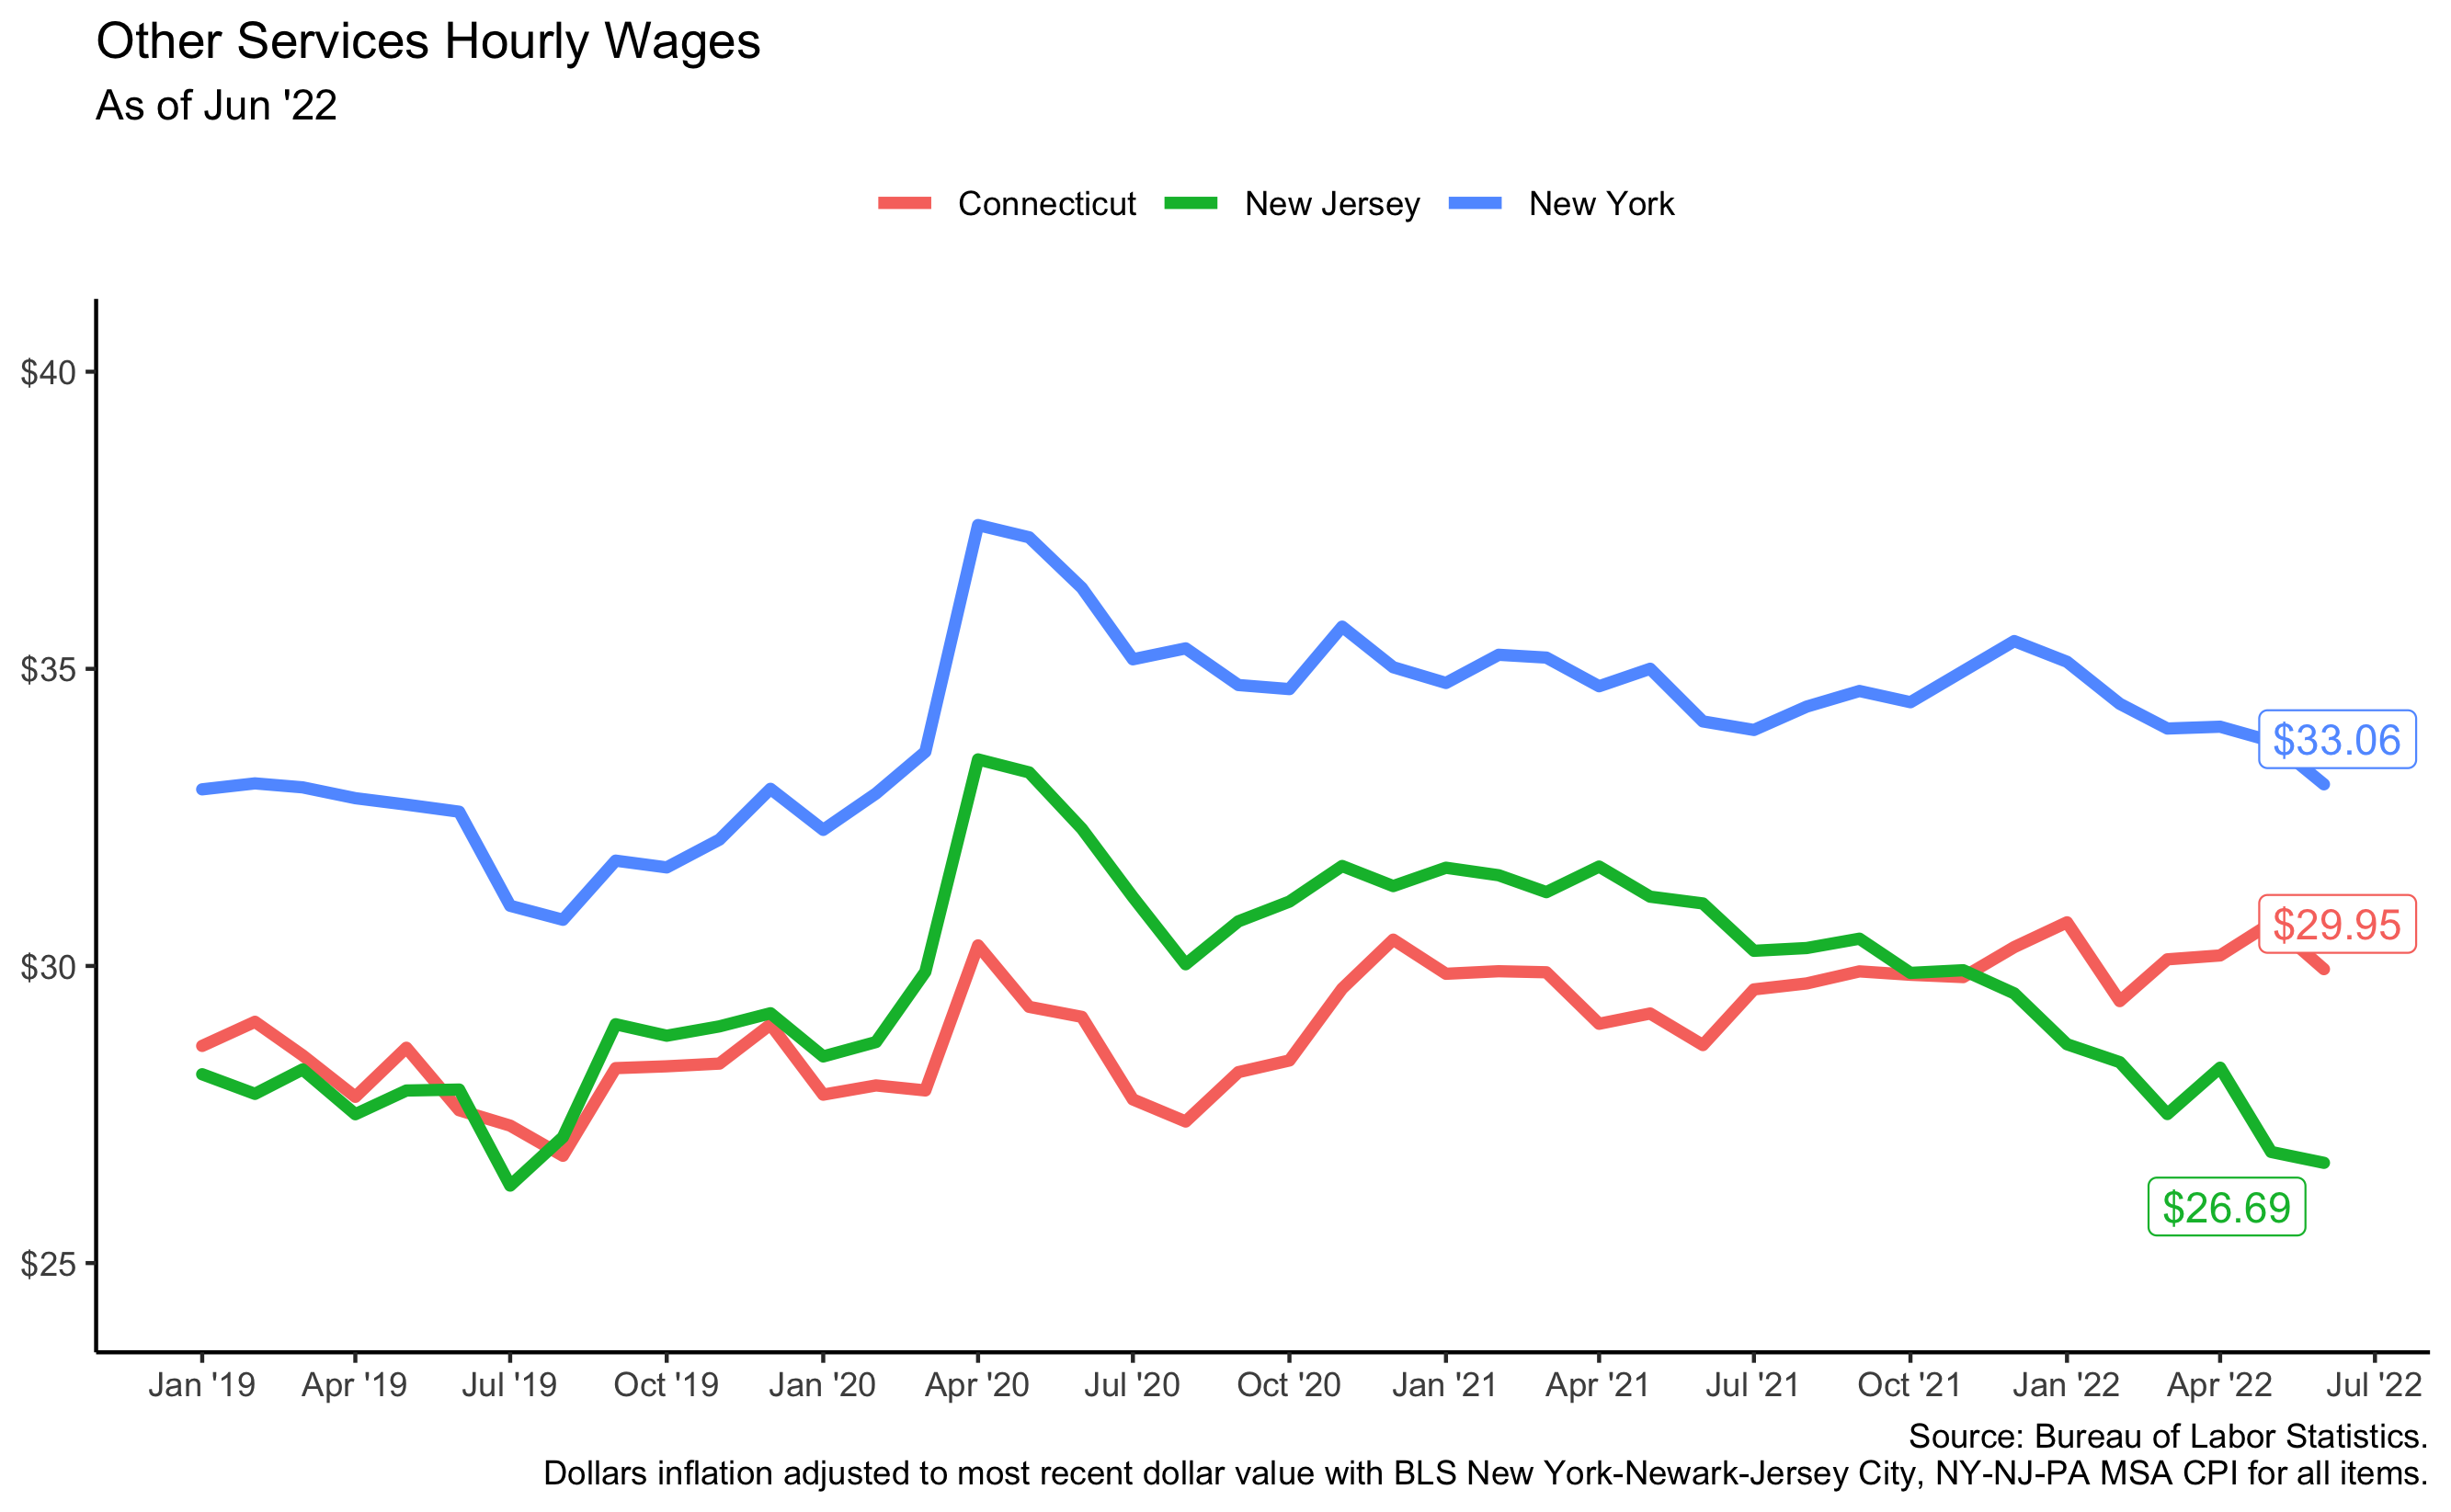 Other Services Hourly Wages
As of Jun '22
Connecticut New Jersey New York
$40
$35
$30
$25
$33.06
$29.95
$26.69
Jan '19 Apr '19 Jul '19 Oct '19 Jan '20 Apr '20 Jul '20 Oct '20 Jan '21 Apr '21 Jul '21 Oct '21 Jan '22 Apr '22 Jul '22
Source: Bureau of Labor Statistics.
Dollars inflation adjusted to most recent dollar value with BLS New York-Newark-Jersey City, NY-NJ-PA MSA CPI for all items.